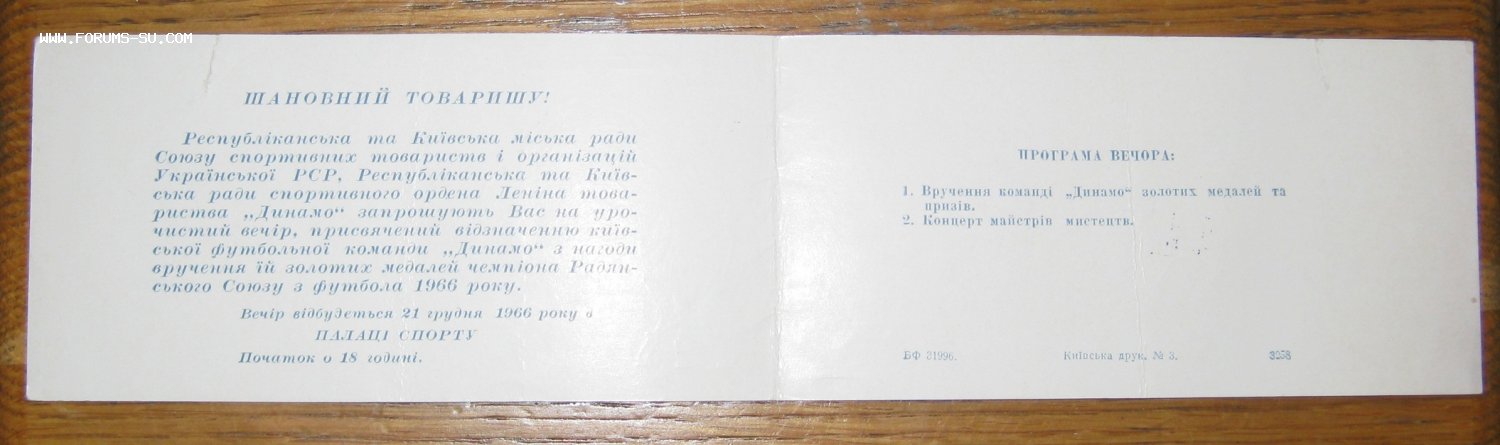 WWW.FORUMS-SU.COM
ШАНОВНИЙ ТОВАРИШУ!
Республіканська та Київська міська ради
Союзу спортивних товариств і організацій
Української РСР, Республіканська та Київ-
ська ради спортивного ордена Леніна това-
риства „Динамо“ запрошують Вас на уро-
чистий вечір, присвячений відзначенню київ-
ської футбольної команди „Динамо“ з нагоди
вручення їй золотих медалей чемпіона Радян-
ського Союзу з футбола 1966 року.
Вечір відбудеться 21 грудня 1966 року в
ПАЛАЦІ СПОРТУ
Початок о 18 годині.
ПРОГРАМА ВЕЧОРА:
1. Вручення команді „Динамо“ золотих медалей та
призів.
2. Концерт майстрів мистецтв.
БФ 31996. Київська друк. № 3. 3258